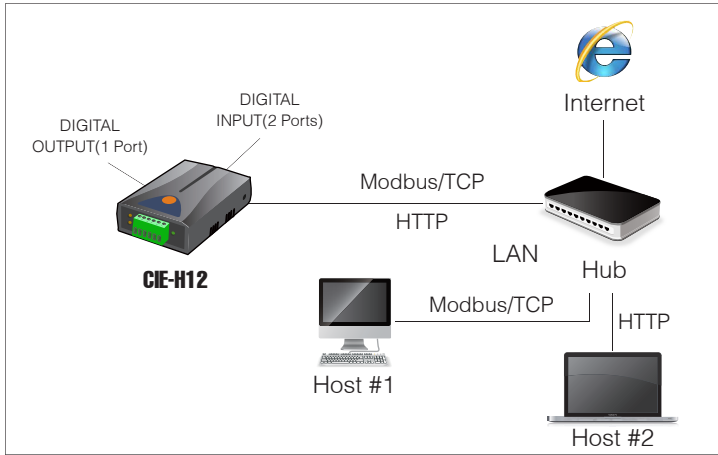 DIGITAL
INPUT(2 Ports)
DIGITAL
OUTPUT(1 Port)
Internet
Modbus/TCP
HTTP
LAN
Hub
CIE-H12
Modbus/TCP
HTTP
Host #1
Host #2